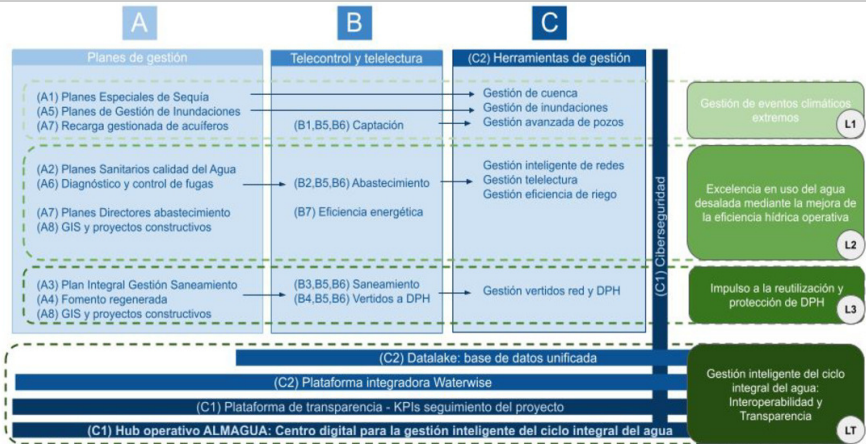 A
B
C
Planes de gestión
Telecontrol y telelectura
(C2) Herramientas de gestión
(A1) Planes Especiales de Sequía
(A5) Planes de Gestión de Inundaciones
(A7) Recarga gestionada de acuíferos
(B1,B5,B6) Captación
Gestión de cuenca
Gestión de inundaciones
Gestión avanzada de pozos
Gestión de eventos climáticos
extremos
L1
(A2) Planes Sanitarios calidad del Agua
(A6) Diagnóstico y control de fugas
(A7) Planes Directores abastecimiento
(A8) GIS y proyectos constructivos
(B2,B5,B6) Abastecimiento
(B7) Eficiencia energética
Gestión inteligente de redes
Gestión telelectura
Gestión eficiencia de riego
Excelencia en uso del agua
desalada mediante la mejora de
la eficiencia hídrica operativa
L2
(A3) Plan Integral Gestión Saneamiento
(A4) Fomento regenerada
(A8) GIS y proyectos constructivos
(B3,B5,B6) Saneamiento
(B4,B5,B6) Vertidos a DPH
Gestión vertidos red y DPH
Impulso a la reutilización y
protección de DPH
L3
(C1) Ciberseguridad
(C2) Datalake: base de datos unificada
(C2) Plataforma integradora Waterwise
(C1) Plataforma de transparencia - KPIs seguimiento del proyecto
(C1) Hub operativo ALMAGUA: Centro digital para la gestión inteligente del ciclo integral del agua
Gestión inteligente del ciclo
integral del agua:
Interoperabilidad y
Transparencia
LT